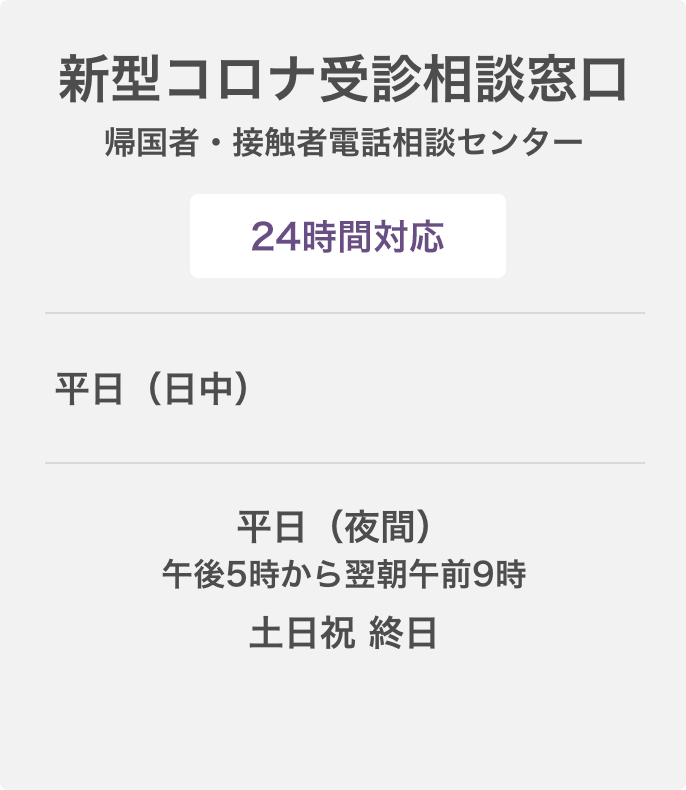 新型コロナ受診相談窓口
帰国者・接触者電話相談センター
24時間対応
平日（日中）
平日（夜間）
午後5時から翌朝午前9時
土日祝 終日